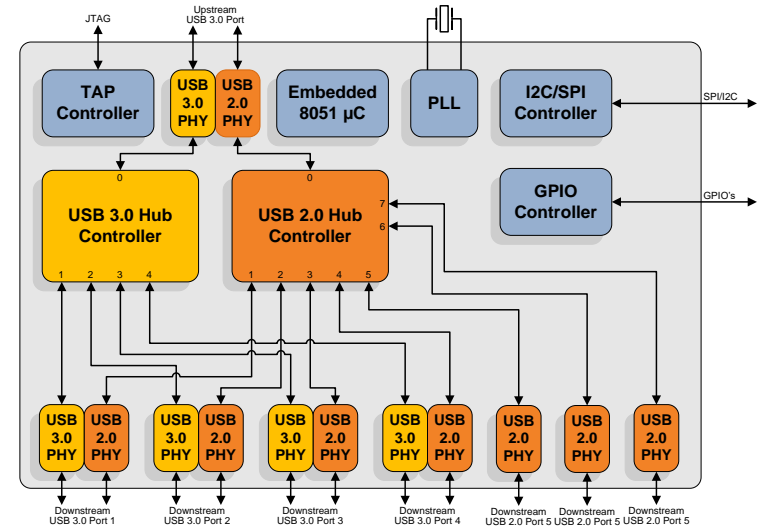 JTAG
Upstream
USB 3.0 Port
TAP
Controller
USB
3.0
PHY
USB
2.0
PHY
Embedded
8051 µC
PLL
I2C/SPI
Controller
SPI/I2C
0
USB 3.0 Hub
Controller
1 2 3 4
0
USB 2.0 Hub
Controller
7
6
1 2 3 4 5
GPIO
Controller
GPIO's
USB
3.0
PHY
USB
2.0
PHY
USB
3.0
PHY
USB
2.0
PHY
USB
3.0
PHY
USB
2.0
PHY
USB
3.0
PHY
USB
2.0
PHY
USB
2.0
PHY
USB
2.0
PHY
USB
2.0
PHY
Downstream
USB 3.0 Port 1
Downstream
USB 3.0 Port 2
Downstream
USB 3.0 Port 3
Downstream
USB 3.0 Port 4
Downstream
USB 2.0 Port 5
Downstream
USB 2.0 Port 5
Downstream
USB 2.0 Port 5